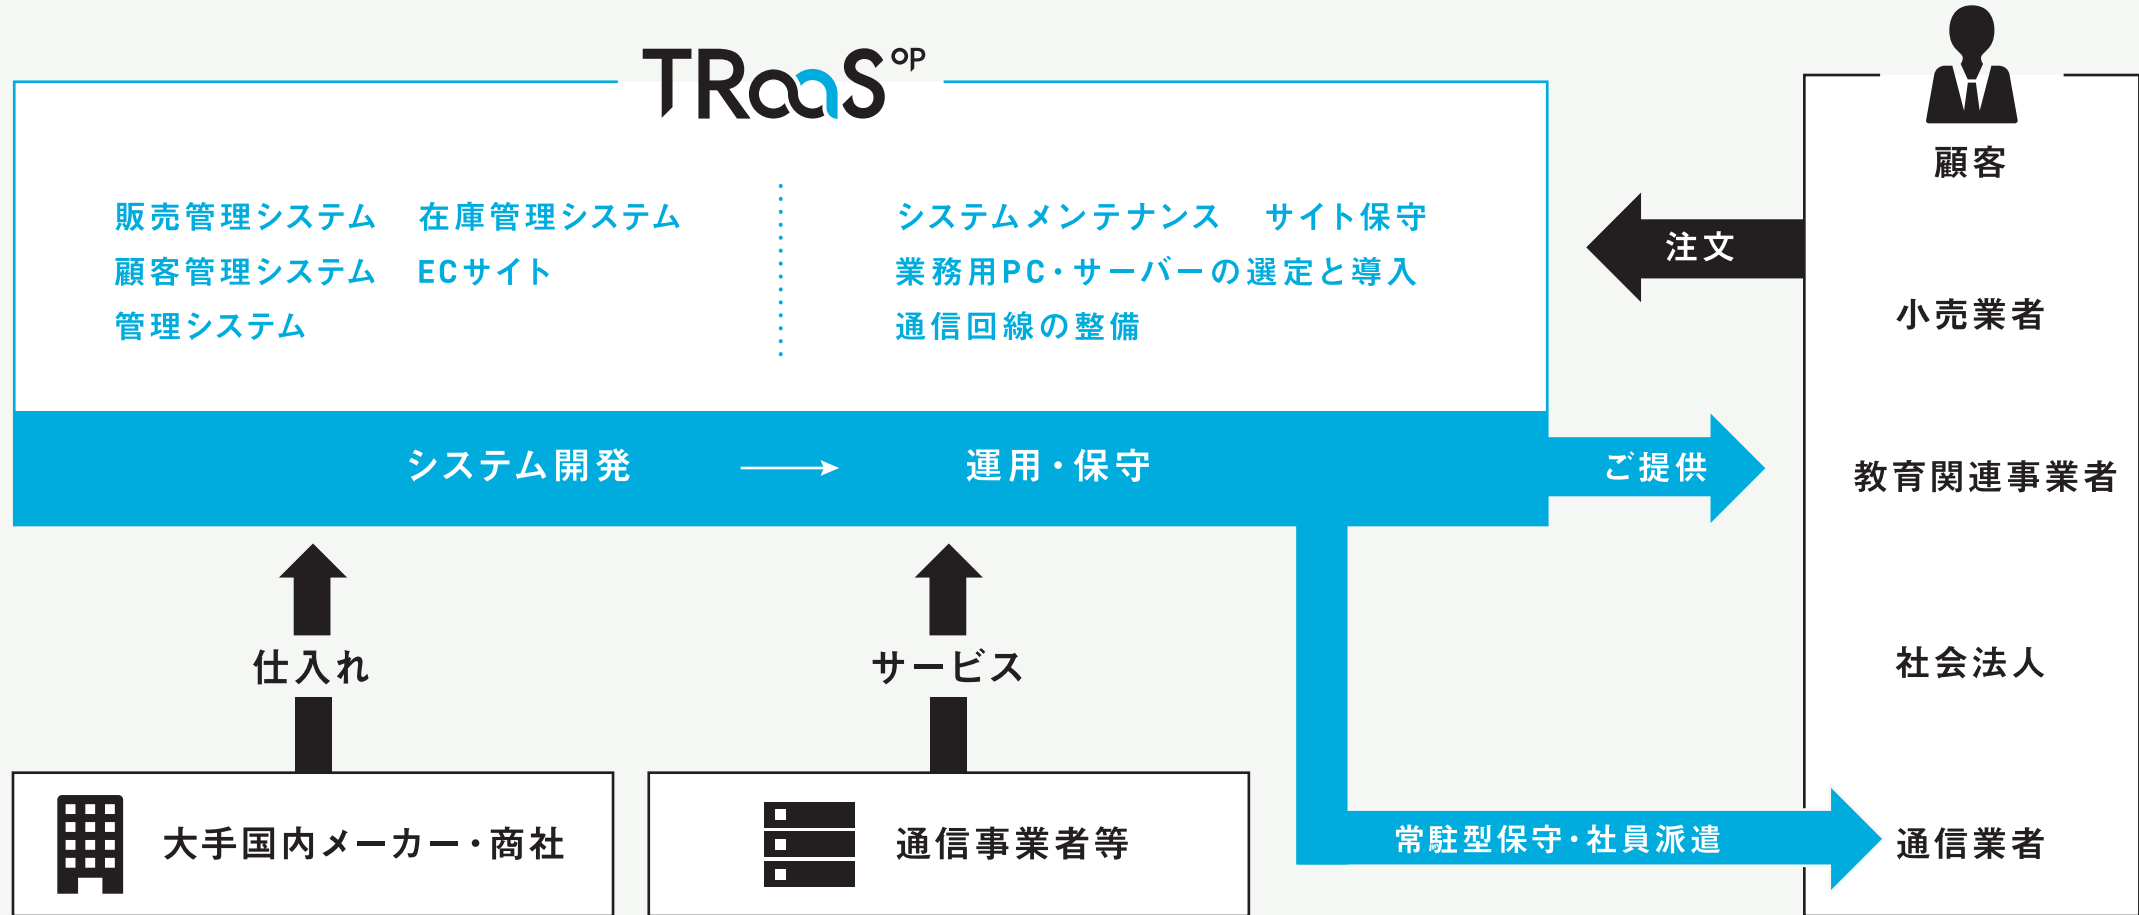 TRaaS OP
販売管理システム　在庫管理システム
顧客管理システム　ECサイト
管理システム
システムメンテナンス　サイト保守
業務用PC・サーバーの選定と導入
通信回線の整備
システム開発
運用・保守
仕入れ
サービス
大手国内メーカー・商社
通信事業者等
注文
ご提供
常駐型保守・社員派遣
顧客
小売業者
教育関連事業者
社会法人
通信業者